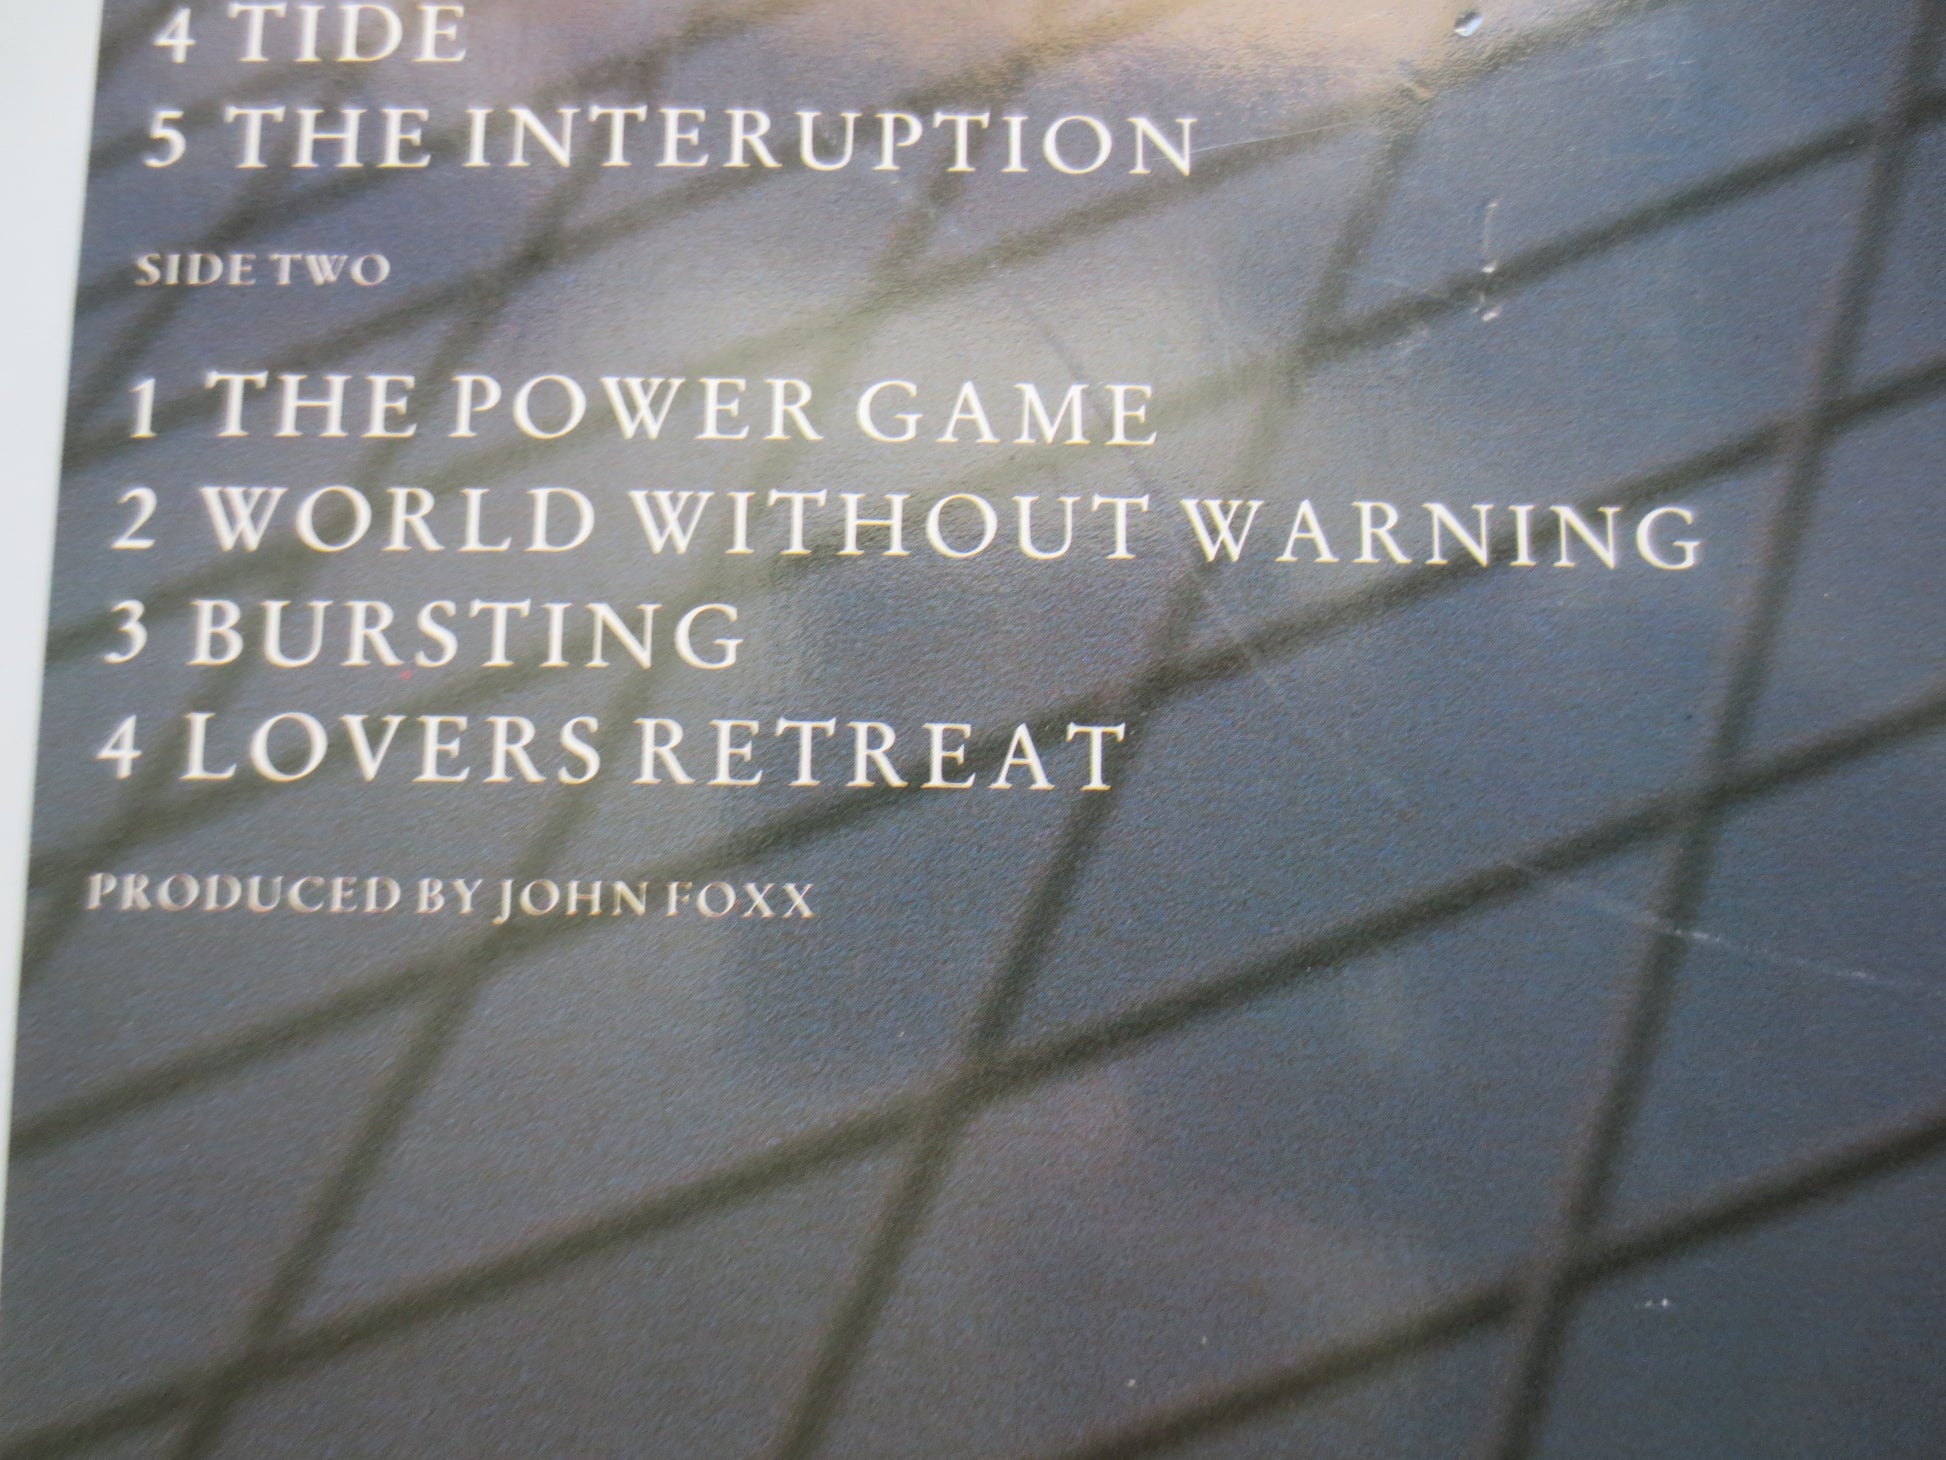 4 TIDE
5 THE INTERUPTION
SIDE TWO
1 THE POWER GAME
2 WORLD WITHOUT WARNING
3 BURSTING
4 LOVERS RETREAT
PRODUCED BY JOHN FOXX